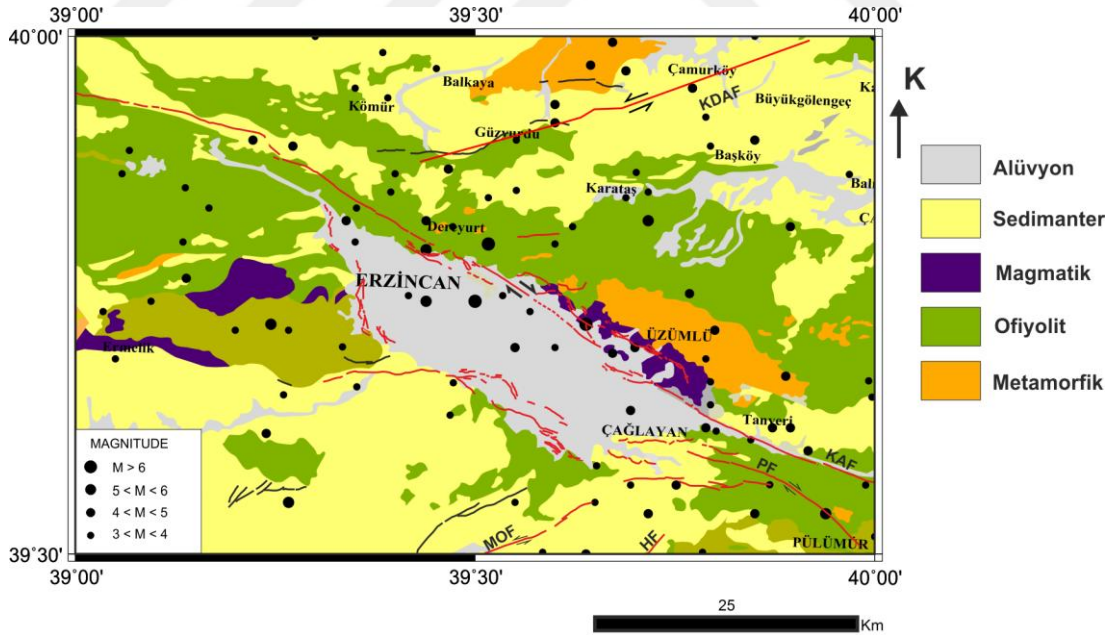 39°00'
39°30'
40°00'
40°00'
Çamurköy
Balkaya
KDAF
Büyükgölengeç
Kömür
Güzyurdu
Başköy
Karataş
Dereyurt
ERZİNCAN
ÜZÜMLÜ
Tanyeri
ÇAĞLAYAN
KAF
PF
MOF
HF
PÜLÜMÜR
MAGNITUDE
M > 6
5 < M < 6
4 < M < 5
3 < M < 4
39°30'
39°00'
39°30'
40°00'
K
Alüvyon
Sedimanter
Magmatik
Ofiyolit
Metamorfik
25
Km